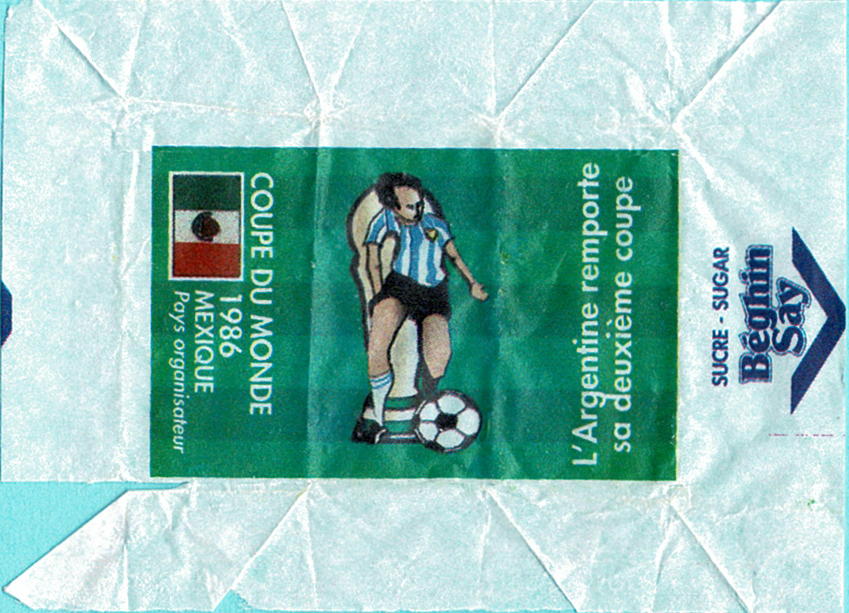 COUPE DU MONDE
1986
MEXIQUE
Pays organisateur
L'Argentine remporte
sa deuxième coupe
SUCRE - SUGAR
Béghin
Say